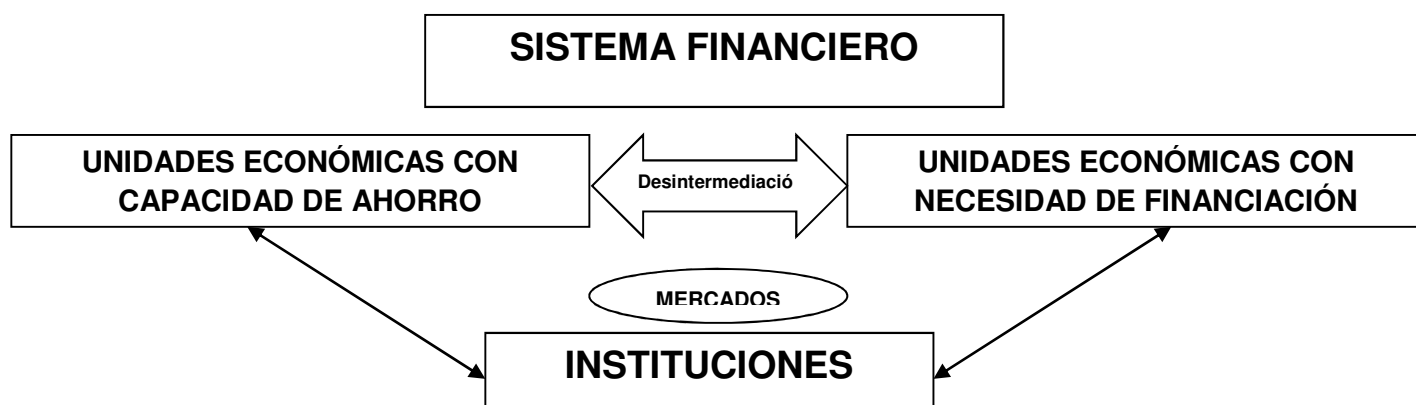 SISTEMA FINANCIERO
UNIDADES ECONÓMICAS CON
CAPACIDAD DE AHORRO
Desintermediació
UNIDADES ECONÓMICAS CON
NECESIDAD DE FINANCIACIÓN
MERCADOS
INSTITUCIONES